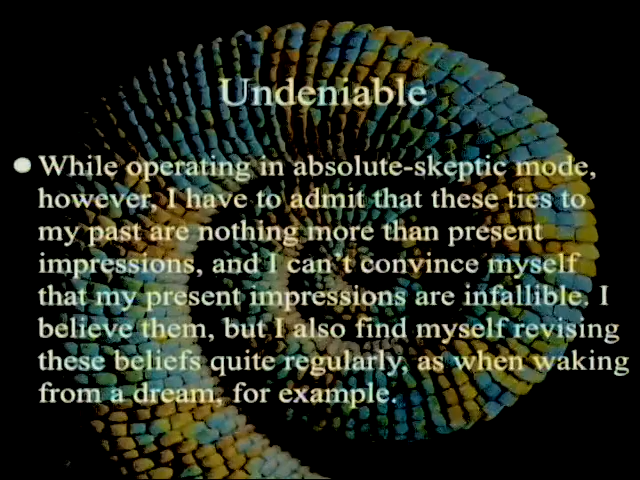 Undeniable
While operating in absolute-skeptic mode,
however, I have to admit that these ties to
my past are nothing more than present
impressions, and I can't convince myself
that my present impressions are infallible. I
believe them, but I also find myself revising
these beliefs quite regularly, as when waking
from a dream, for example.